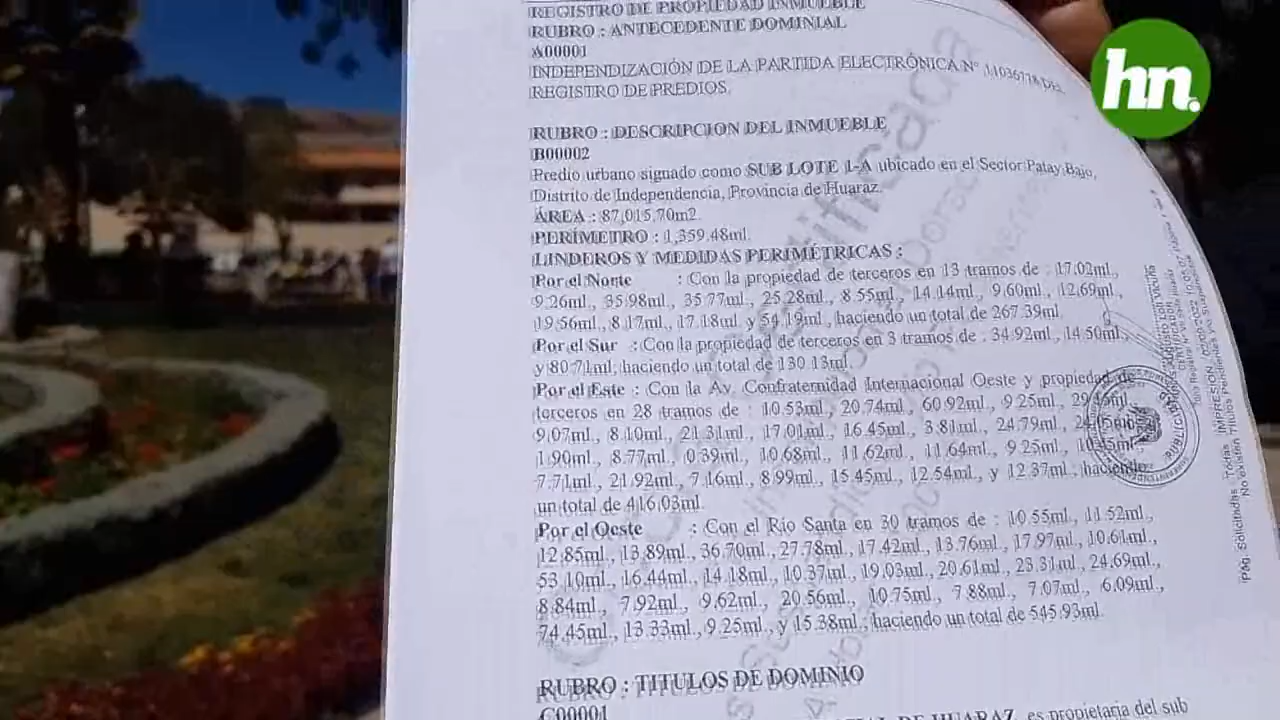 REGISTRO DE PROPIEDAD INMUEBLE
RUBRO : ANTECEDENTE DOMINIAL
A00001
INDEPENDIZACIÓN DE LA PARTIDA ELECTRÓNICA N° DEL
REGISTRO DE PREDIOS.
RUBRO : DESCRIPCION DEL INMUEBLE
B00002
Predio urbano signado como SUB LOTE 1-A ubicado en el Sector Patay Bajo,
Distrito de Independencia, Provincia de Huaraz.
ÁREA : 87,015.70m2.
PERÍMETRO : 1,359.48ml.
LINDEROS Y MEDIDAS PERIMÉTRICAS :
Por el Norte : Con la propiedad de terceros en 13 tramos de : 17.02ml.,
9.26ml., 35.98ml., 35.77ml., 25.28ml., 8.55ml., 14.14ml., 9.60ml., 12.69ml.,
19.56ml., 8.17ml., 17.18ml. y 54.19ml., haciendo un total de 267.39ml.
Por el Sur : Con la propiedad de terceros en 3 tramos de : 34.92ml., 14.50ml.,
y 80.71ml., haciendo un total de 130.13ml.
Por el Este : Con la Av. Confraternidad Internacional Oeste y propiedad de
terceros en 28 tramos de : 10.53ml., 20.74ml., 60.92ml., 9.25ml.,
9.07ml., 8.10ml., 21.31ml., 17.01ml., 16.45ml., 3.81ml., 24.79ml.,
1.90ml., 8.77ml., 0.39ml., 10.68ml., 11.62ml., 11.64ml., 9.25ml.,
7.71ml., 21.92ml., 7.16ml., 8.99ml., 15.45ml., 12.54ml., y 12.37ml., haciendo
un total de 416.03ml.
Por el Oeste : Con el Río Santa en 30 tramos de : 10.55ml., 11.52ml.,
12.85ml., 13.89ml., 36.70ml., 27.78ml., 17.42ml., 13.76ml., 17.97ml., 10.61ml.,
53.10ml., 16.44ml., 14.18ml., 10.37ml., 19.03ml., 20.61ml., 23.31ml., 24.69ml.,
8.84ml., 7.92ml., 9.62ml., 20.56ml., 10.75ml., 7.88ml., 7.07ml., 6.09ml.,
74.45ml., 13.33ml., 9.25ml., y 15.38ml., haciendo un total de 545.93ml.
RUBRO : TITULOS DE DOMINIO
C00001
DE HUARAZ, es propietaria del sub
hn.